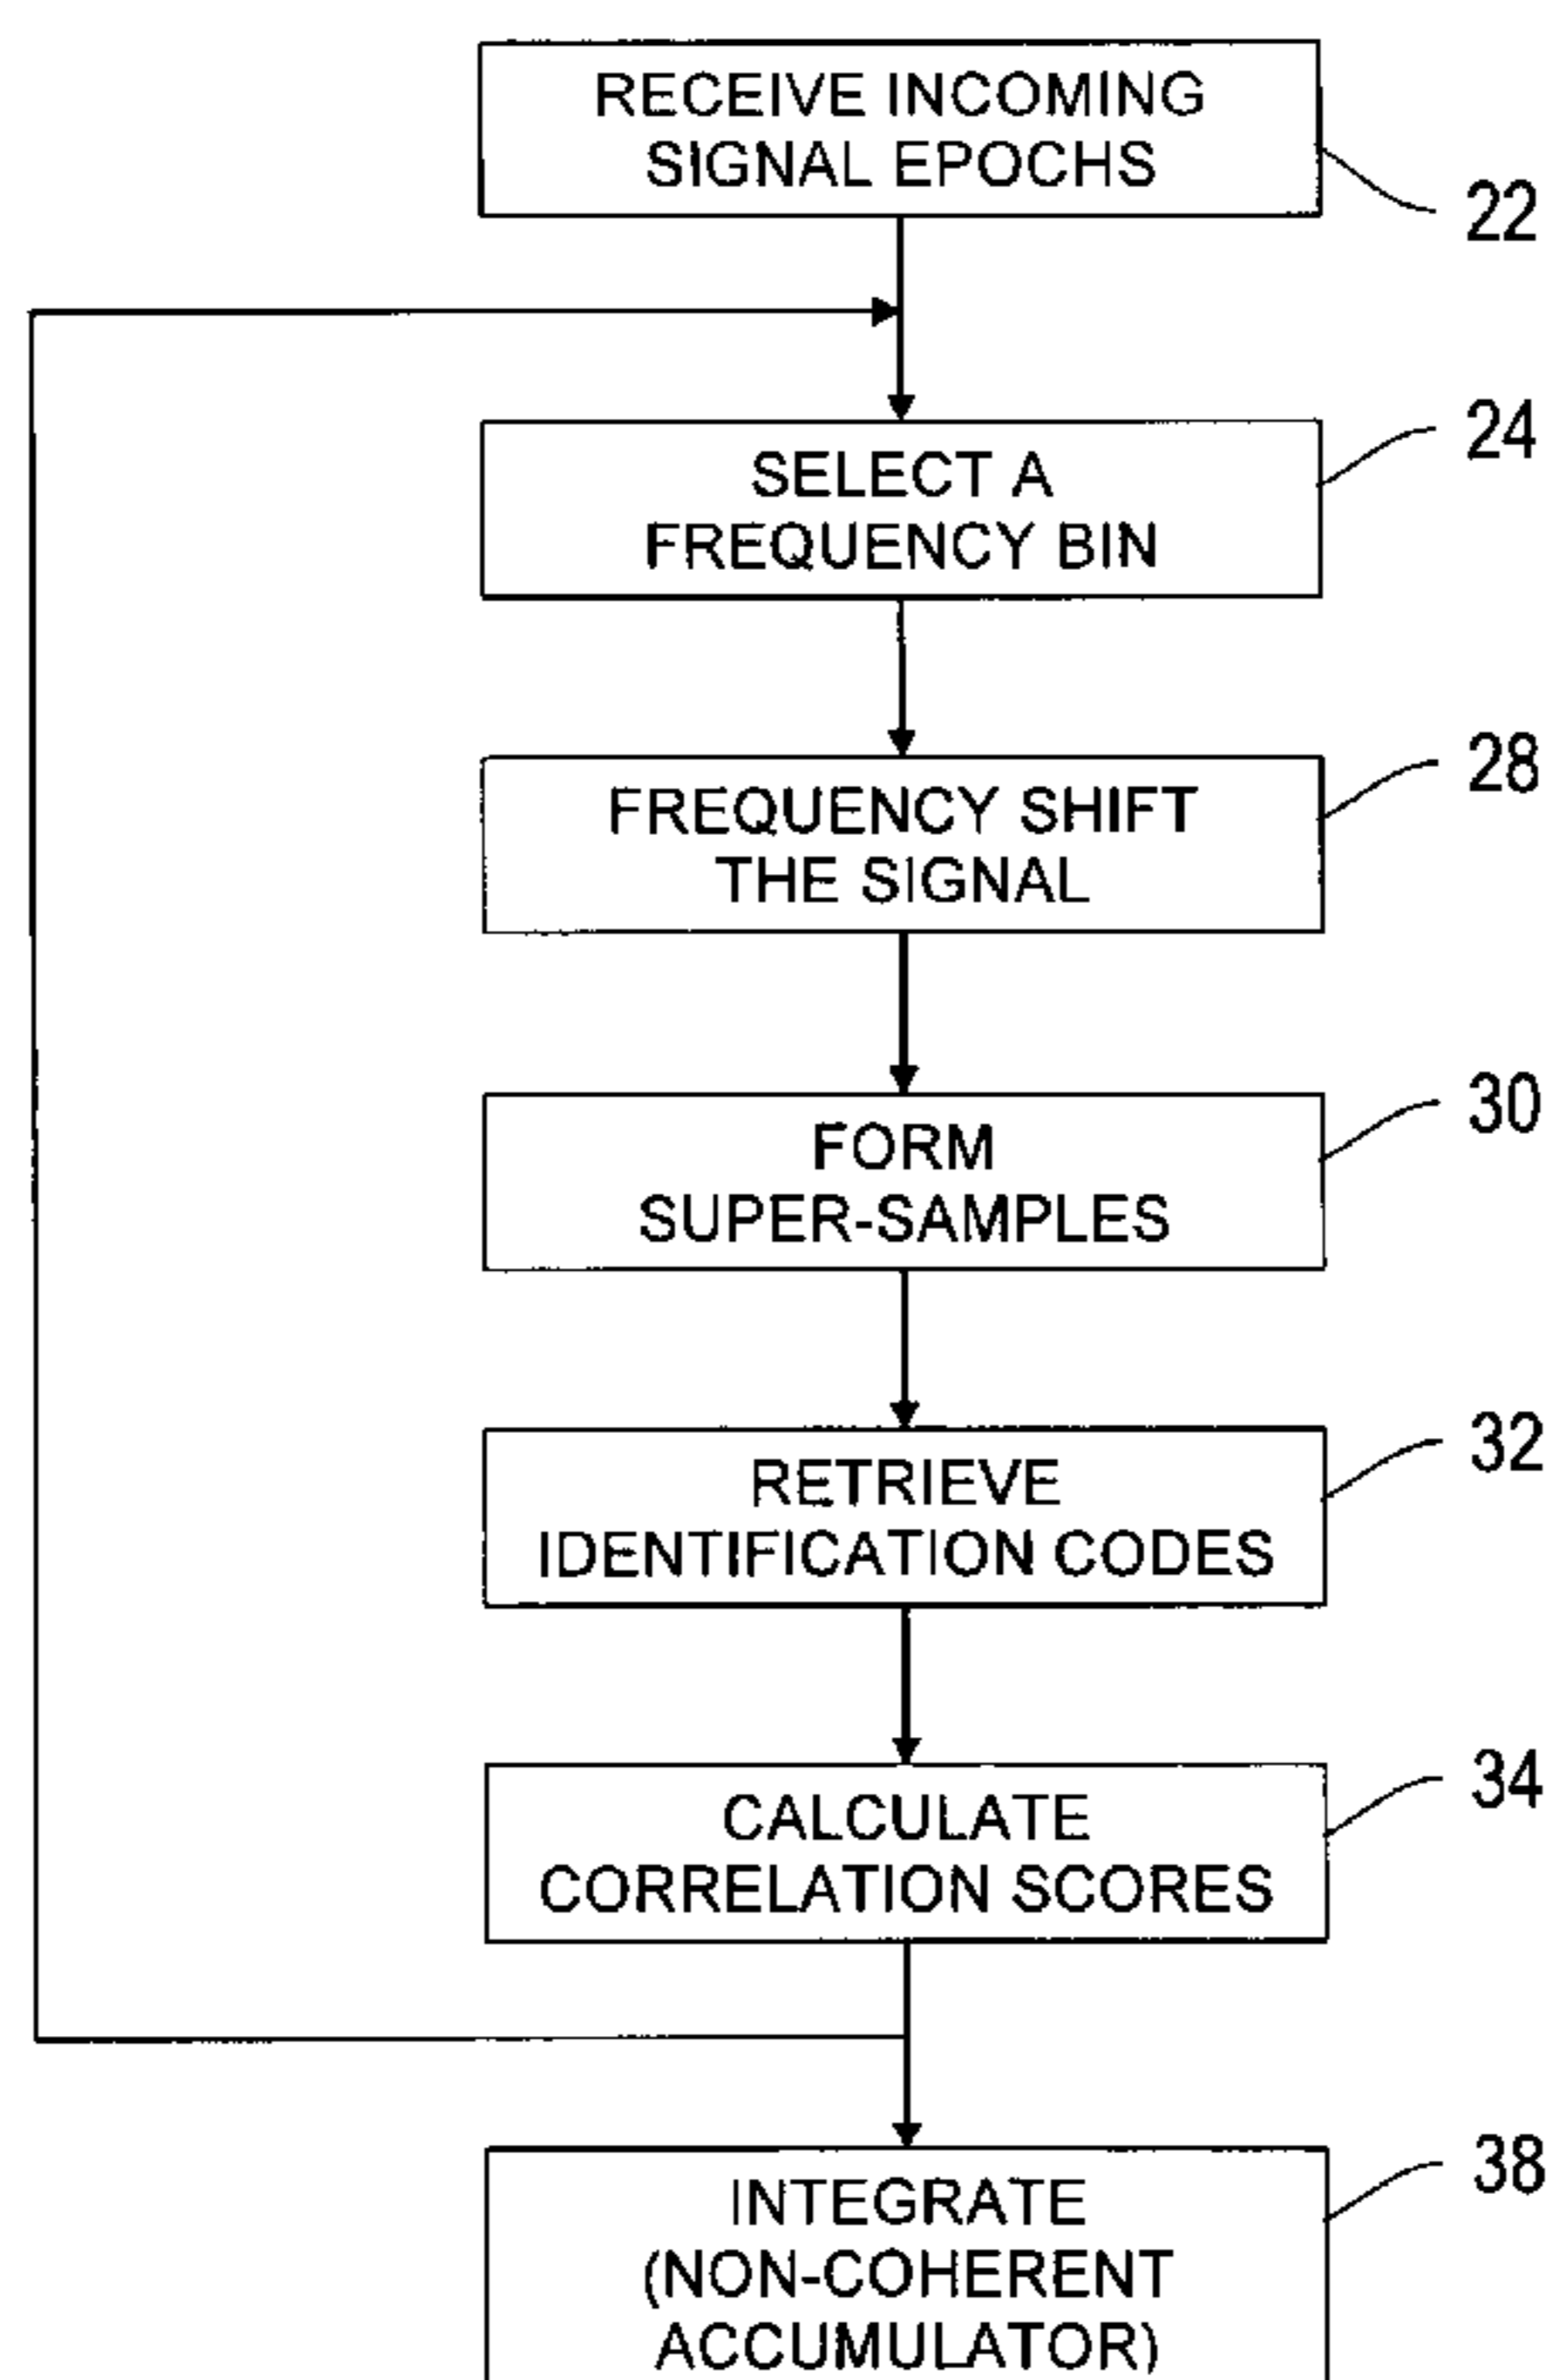 RECEIVE INCOMING
SIGNAL EPOCHS
22
SELECT A
FREQUENCY BIN
24
FREQUENCY SHIFT
THE SIGNAL
28
FORM
SUPER-SAMPLES
30
RETRIEVE
IDENTIFICATION CODES
32
CALCULATE
CORRELATION SCORES
34
INTEGRATE
(NON-COHERENT
ACCUMULATOR)
38